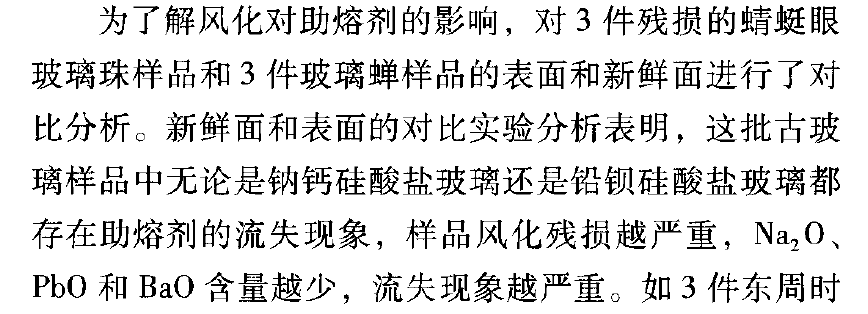 为了解风化对助熔剂的影响，对3件残损的蜻蜓眼
玻璃珠样品和3件玻璃蝉样品的表面和新鲜面进行了对
比分析。新鲜面和表面的对比实验分析表明，这批古玻
璃样品中无论是钠钙硅酸盐玻璃还是铅钡硅酸盐玻璃都
存在助熔剂的流失现象，样品风化残损越严重，Na₂O、
PbO和BaO含量越少，流失现象越严重。如3件东周时